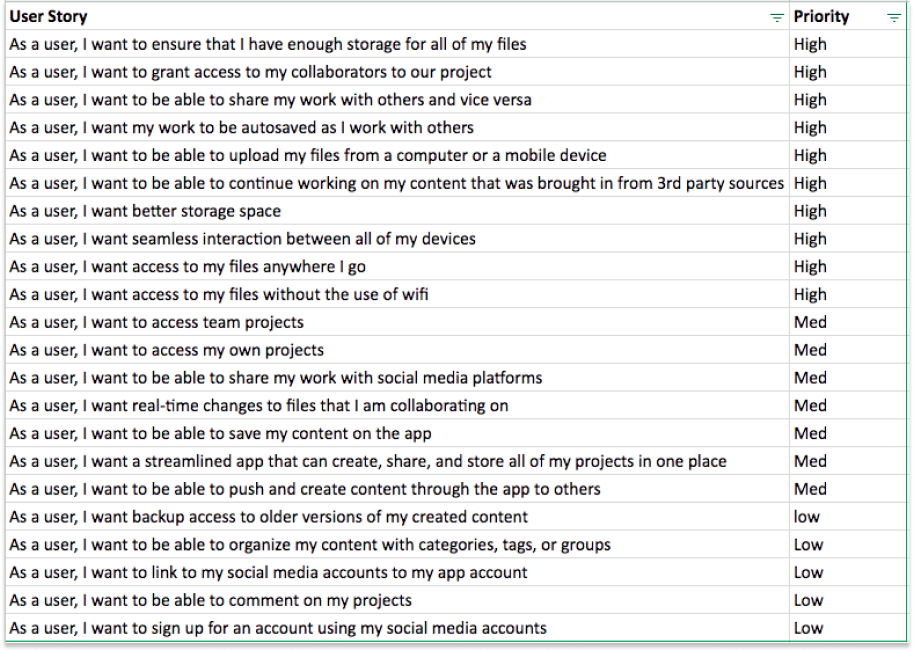 User Story Priority
As a user, I want to ensure that I have enough storage for all of my files High
As a user, I want to grant access to my collaborators to our project High
As a user, I want to be able to share my work with others and vice versa High
As a user, I want my work to be autosaved as I work with others High
As a user, I want to be able to upload my files from a computer or a mobile device High
As a user, I want to be able to continue working on my content that was brought in from 3rd party sources High
As a user, I want better storage space High
As a user, I want seamless interaction between all of my devices High
As a user, I want access to my files anywhere I go High
As a user, I want access to my files without the use of wifi High
As a user, I want to access team projects Med
As a user, I want to access my own projects Med
As a user, I want to be able to share my work with social media platforms Med
As a user, I want real-time changes to files that I am collaborating on Med
As a user, I want to be able to save my content on the app Med
As a user, I want a streamlined app that can create, share, and store all of my projects in one place Med
As a user, I want to be able to push and create content through the app to others Med
As a user, I want backup access to older versions of my created content low
As a user, I want to be able to organize my content with categories, tags, or groups Low
As a user, I want to link to my social media accounts to my app account Low
As a user, I want to be able to comment on my projects Low
As a user, I want to sign up for an account using my social media accounts Low